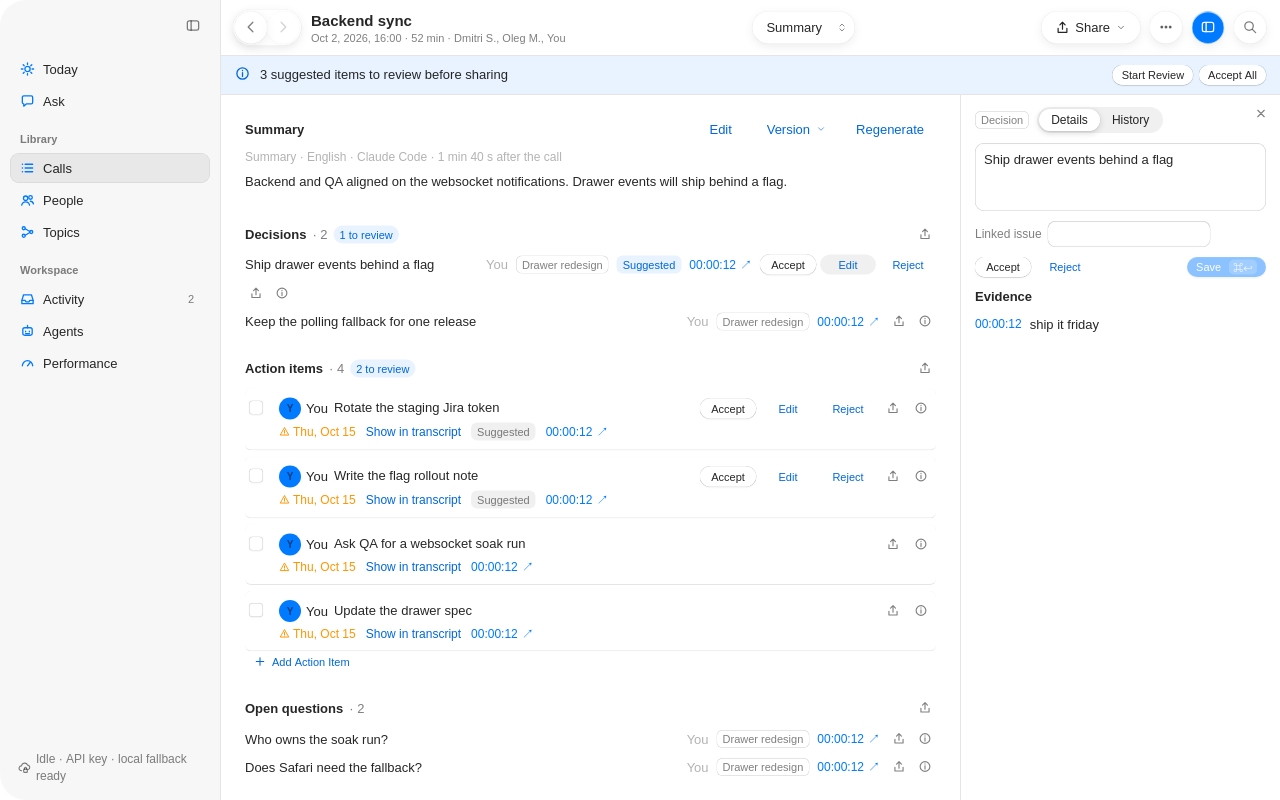 Backend sync
Oct 2, 2026, 16:00 · 52 min · Dmitri S., Oleg M., You
Summary
Share
Today
Ask
Library
Calls
People
Topics
Workspace
Activity 2
Agents
Performance
Idle · API key · local fallback
ready
3 suggested items to review before sharing
Start Review
Accept All
Summary
Edit
Version
Regenerate
Summary · English · Claude Code · 1 min 40 s after the call
Backend and QA aligned on the websocket notifications. Drawer events will ship behind a flag.
Decisions · 2 1 to review
Ship drawer events behind a flag You Drawer redesign Suggested 00:00:12 ↗ Accept Edit Reject
Keep the polling fallback for one release You Drawer redesign 00:00:12 ↗
Action items · 4 2 to review
Y You Rotate the staging Jira token Accept Edit Reject
Thu, Oct 15 Show in transcript Suggested 00:00:12 ↗
Y You Write the flag rollout note Accept Edit Reject
Thu, Oct 15 Show in transcript Suggested 00:00:12 ↗
Y You Ask QA for a websocket soak run
Thu, Oct 15 Show in transcript 00:00:12 ↗
Y You Update the drawer spec
Thu, Oct 15 Show in transcript 00:00:12 ↗
Add Action Item
Open questions · 2
Who owns the soak run? You Drawer redesign 00:00:12 ↗
Does Safari need the fallback? You Drawer redesign 00:00:12 ↗
Decision
Details
History
Ship drawer events behind a flag
Linked issue
Accept
Reject
Save ⌘↩
Evidence
00:00:12 ship it friday